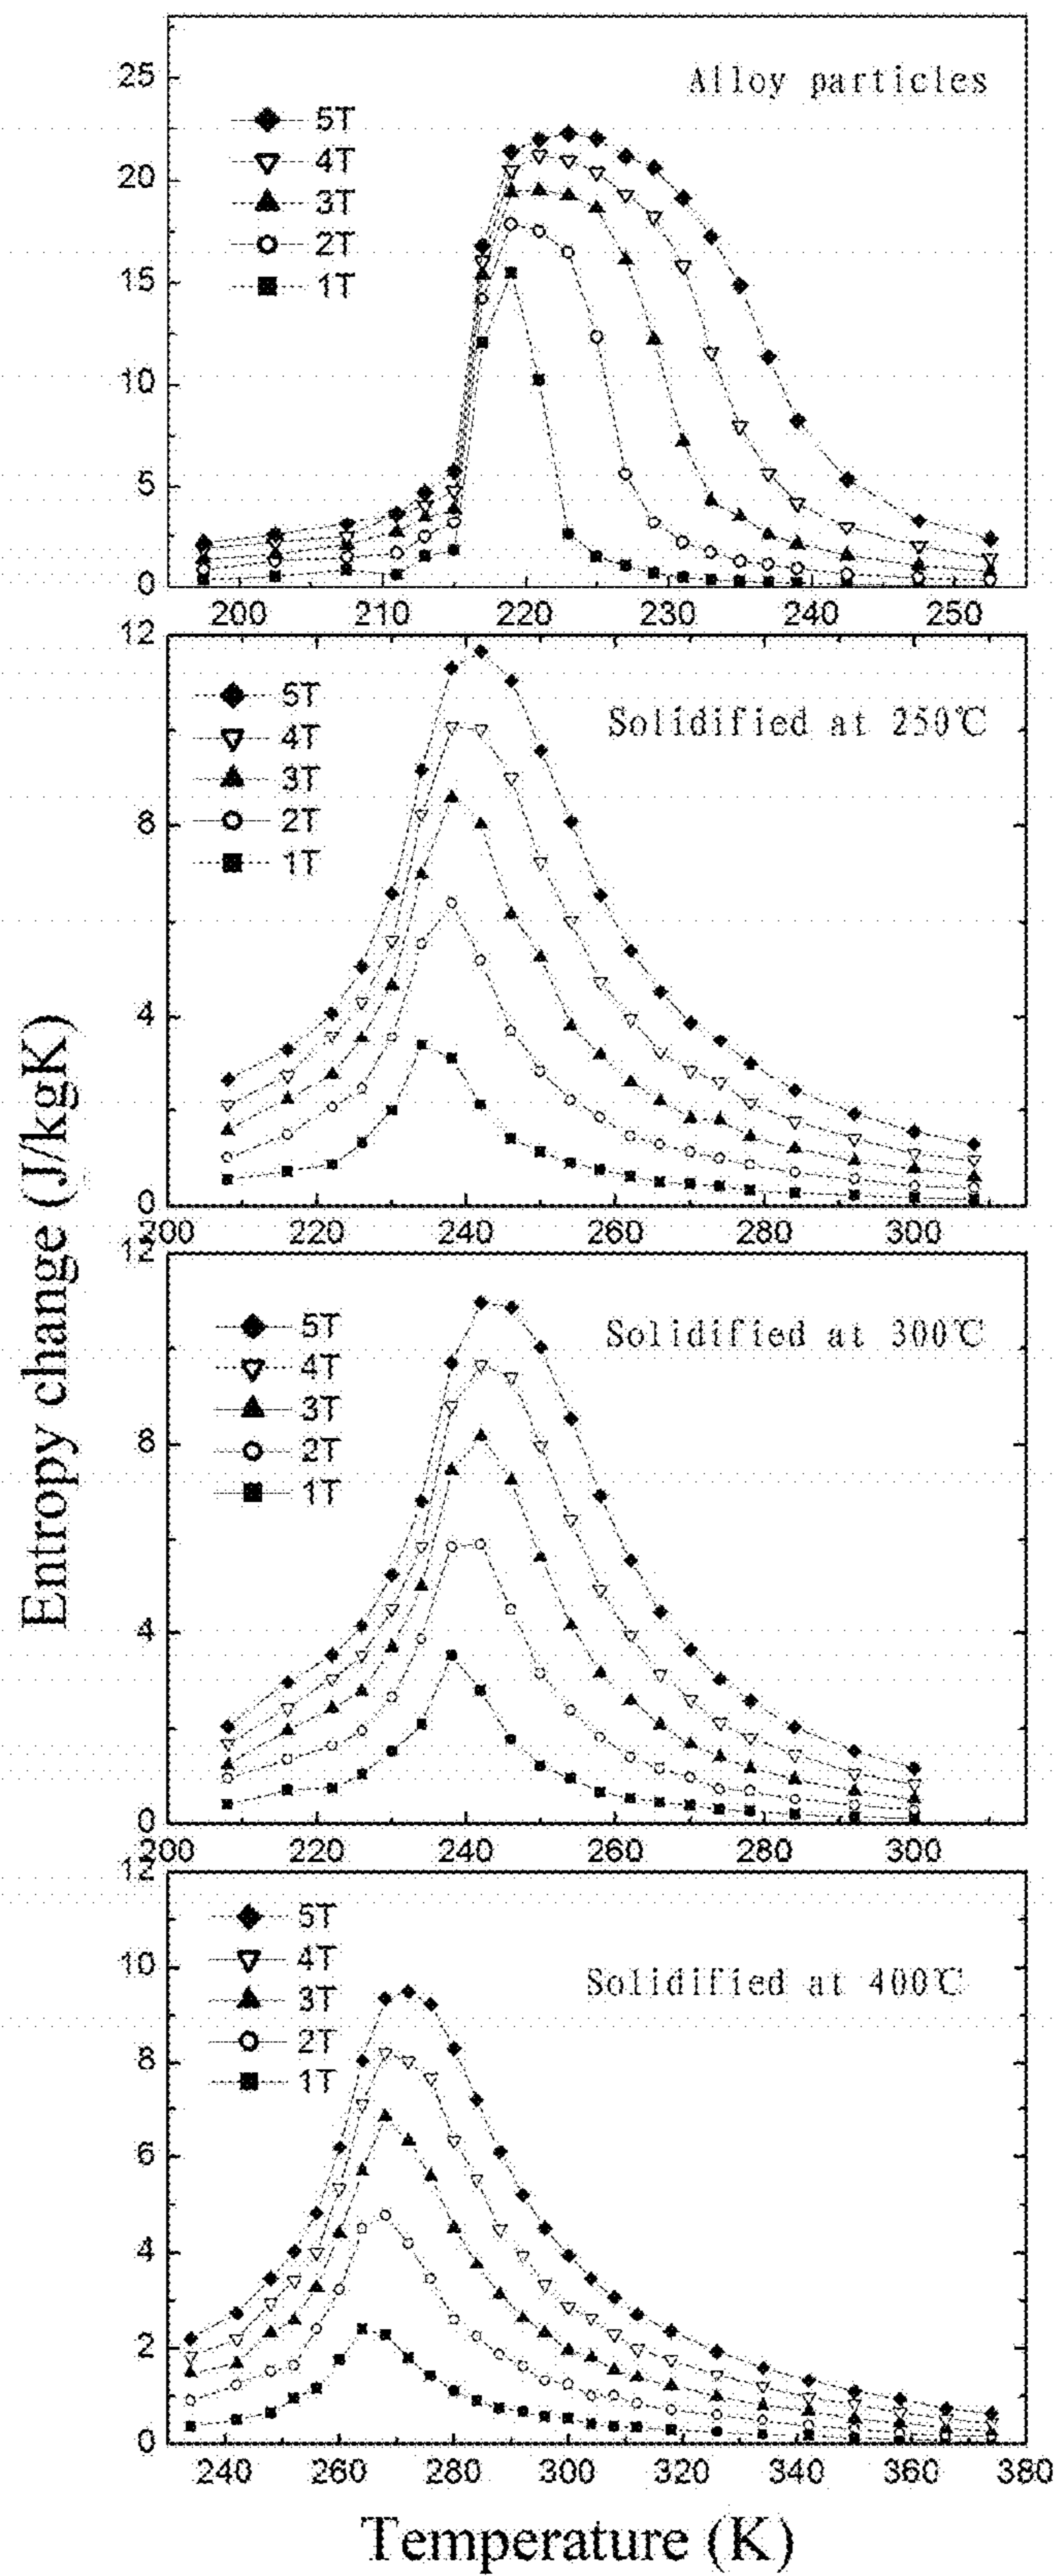 Entropy change (J/kgK)
Alloy particles
5T
4T
3T
2T
1T
25
20
15
10
5
0
200 210 220 230 240 250
Solidified at 250℃
5T
4T
3T
2T
1T
12
8
4
0
200 220 240 260 280 300
Solidified at 300℃
5T
4T
3T
2T
1T
12
8
4
0
200 220 240 260 280 300
Solidified at 400℃
5T
4T
3T
2T
1T
12
10
8
6
4
2
0
240 260 280 300 320 340 360 380
Temperature (K)